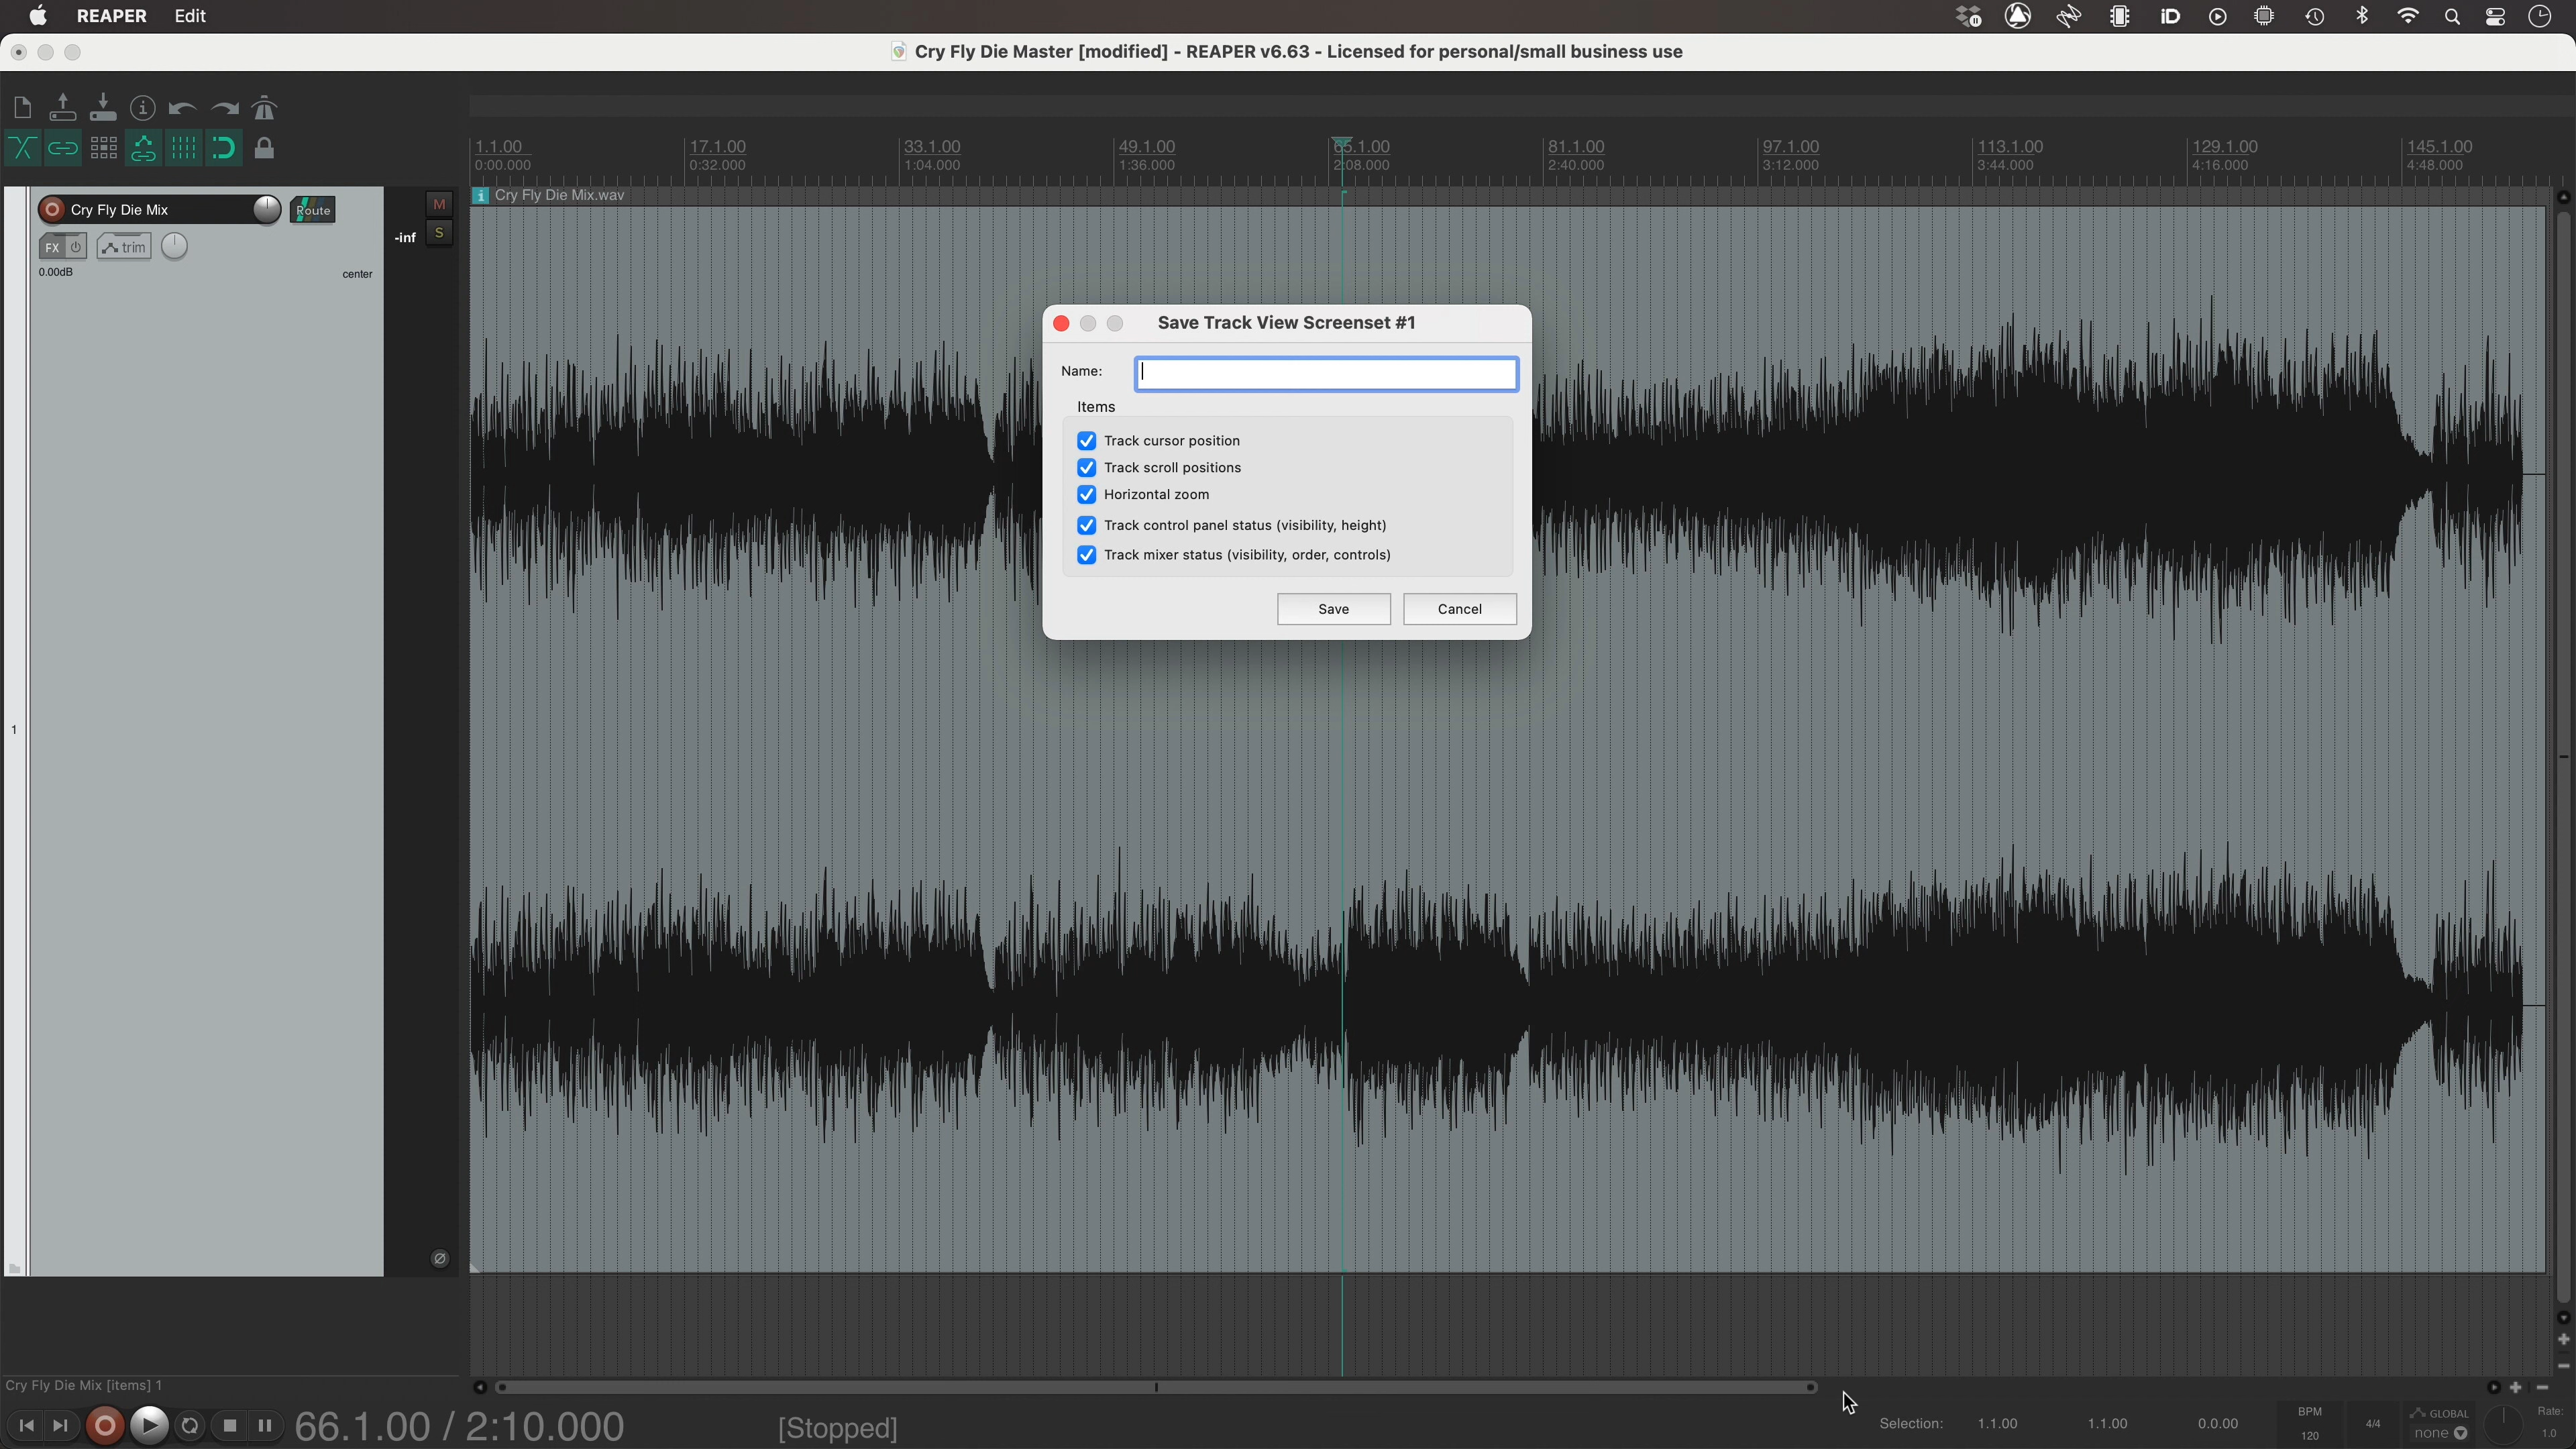 REAPER Edit
Cry Fly Die Master [modified] - REAPER v6.63 - Licensed for personal/small business use
1.1.00 17.1.00 33.1.00 49.1.00 65.1.00 81.1.00 97.1.00 113.1.00 129.1.00 145.1.00
0:00.000 0:32.000 1:04.000 1:36.000 2:08.000 2:40.000 3:12.000 3:44.000 4:16.000 4:48.000
Cry Fly Die Mix.wav
Cry Fly Die Mix Route M
FX trim -inf S
0.00dB center
Save Track View Screenset #1
Name:
Items
Track cursor position
Track scroll positions
Horizontal zoom
Track control panel status (visibility, height)
Track mixer status (visibility, order, controls)
Save Cancel
1
Cry Fly Die Mix [items] 1
66.1.00 / 2:10.000 [Stopped] Selection: 1.1.00 1.1.00 0.0.00
BPM
120
4/4
GLOBAL
none
Rate:
1.0